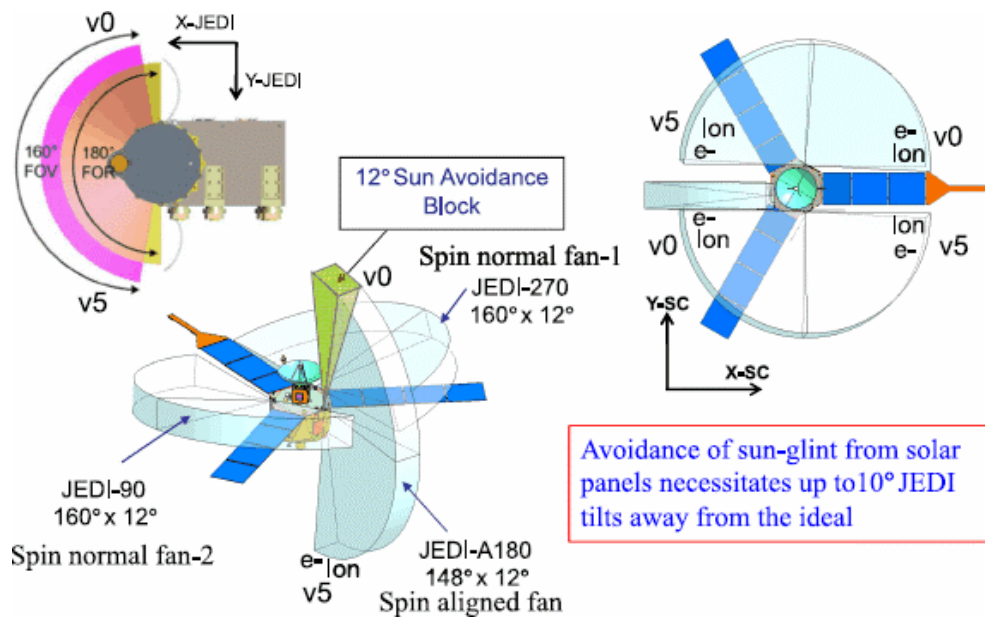 v0
X-JEDI
Y-JEDI
160°
FOV
180°
FOR
v5
12° Sun Avoidance
Block
v0
Spin normal fan-1
JEDI-270
160° x 12°
JEDI-90
160° x 12°
Spin normal fan-2
e- Ion
v5
JEDI-A180
148° x 12°
Spin aligned fan
v5
Ion
e-
e-
Ion
v0
v0
e-
Ion
Ion
e-
v5
Y-SC
X-SC
Avoidance of sun-glint from solar
panels necessitates up to10° JEDI
tilts away from the ideal